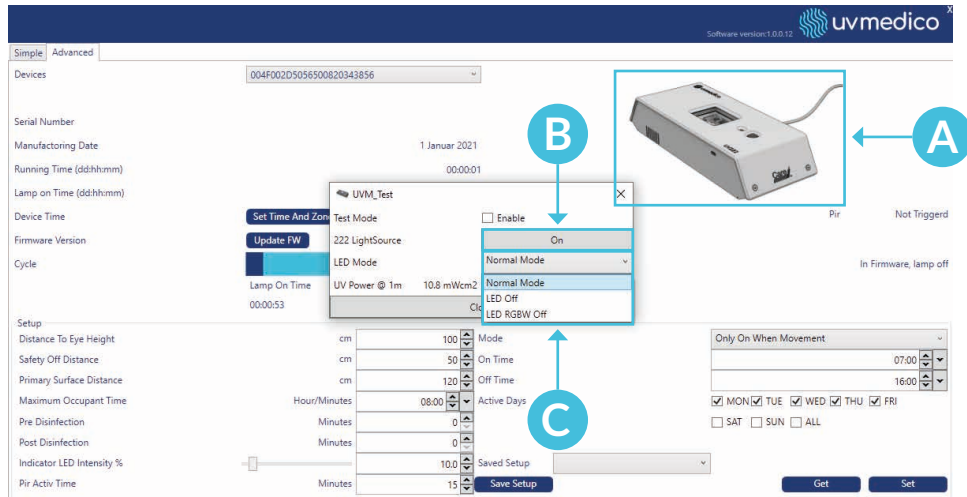 uvmedico
X
Software version:1.0.0.12
Simple Advanced
Devices 004F002D5056500820343856
Serial Number
Manufactoring Date 1 Januar 2021
Running Time (dd:hh:mm) 00:00:01
Lamp on Time (dd:hh:mm)
Device Time Set Time And Zon Pir Not Triggerd
Firmware Version Update FW
Cycle In Firmware, lamp off
Lamp On Time
00:00:53
A
B
UVM_Test
Test Mode Enable
222 LightSource On
LED Mode Normal Mode
Normal Mode
LED Off
LED RGBW Off
UV Power @ 1m 10.8 mWcm2
Clo
C
Setup
Distance To Eye Height cm 100 Mode Only On When Movement
Safety Off Distance cm 50 On Time 07:00
Primary Surface Distance cm 120 Off Time 16:00
Maximum Occupant Time Hour/Minutes 08:00 Active Days MON TUE WED THU FRI
Pre Disinfection Minutes 0 SAT SUN ALL
Post Disinfection Minutes 0
Indicator LED Intensity % 10.0 Saved Setup
Pir Activ Time Minutes 15 Save Setup Get Set